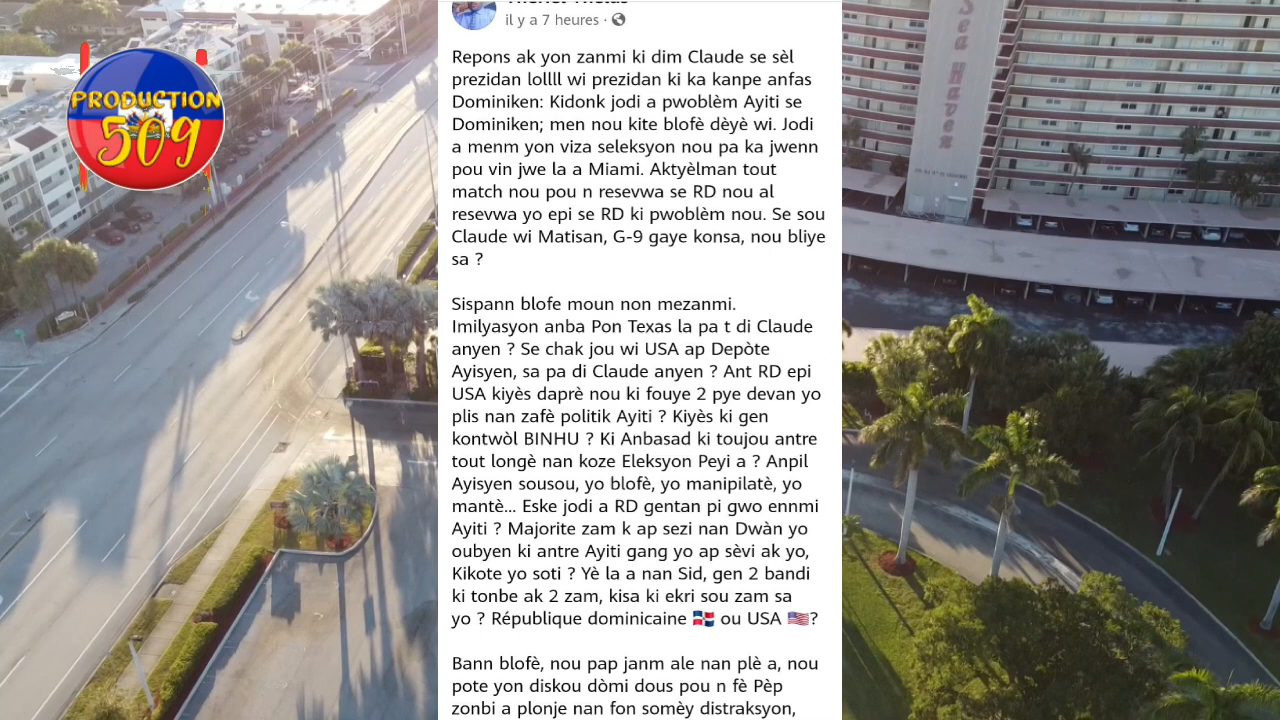 PRODUCTION
509
il y a 7 heures ·
Repons ak yon zanmi ki dim Claude se sèl
prezidan lollll wi prezidan ki ka kanpe anfas
Dominiken: Kidonk jodi a pwoblèm Ayiti se
Dominiken; men nou kite blofè dèyè wi. Jodi
a menm yon viza seleksyon nou pa ka jwenn
pou vin jwe la a Miami. Aktyèlman tout
match nou pou n resevwa se RD nou al
resevwa yo epi se RD ki pwoblèm nou. Se sou
Claude wi Matisan, G-9 gaye konsa, nou bliye
sa ?
Sispann blofe moun non mezanmi.
Imilyasyon anba Pon Texas la pa t di Claude
anyen ? Se chak jou wi USA ap Depòte
Ayisyen, sa pa di Claude anyen ? Ant RD epi
USA kiyès daprè nou ki fouye 2 pye devan yo
plis nan zafè politik Ayiti ? Kiyès ki gen
kontwòl BINHU ? Ki Anbasad ki toujou antre
tout longè nan koze Eleksyon Peyi a ? Anpil
Ayisyen sousou, yo blofè, yo manipilatè, yo
mantè... Eske jodi a RD gentan pi gwo ennmi
Ayiti ? Majorite zam k ap sezi nan Dwàn yo
oubyen ki antre Ayiti gang yo ap sèvi ak yo,
Kikote yo soti ? Yè la a nan Sid, gen 2 bandi
ki tonbe ak 2 zam, kisa ki ekri sou zam sa
yo ? République dominicaine 🇩🇴 ou USA 🇺🇸?
Bann blofè, nou pap janm ale nan plè a, nou
pote yon diskou dòmi dous pou n fè Pèp
zonbi a plonje nan fon somèy distraksyon,
Sea Haven